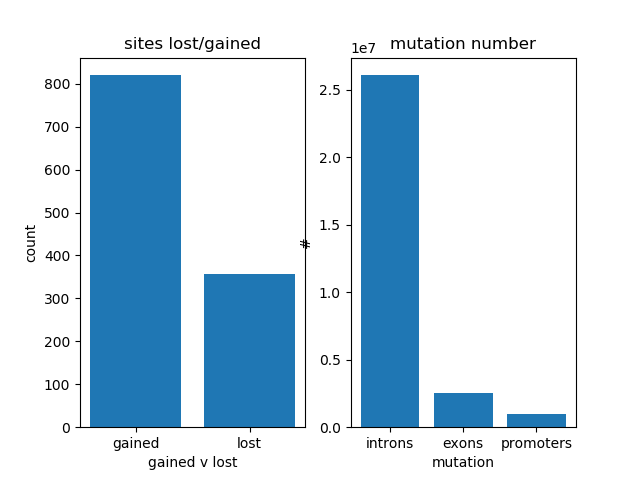 sites lost/gained
800
700
600
500
400
300
200
100
0
count
gained lost
gained v lost
1e7 mutation number
2.5
2.0
1.5
1.0
0.5
0.0
#
introns exons promoters
mutation